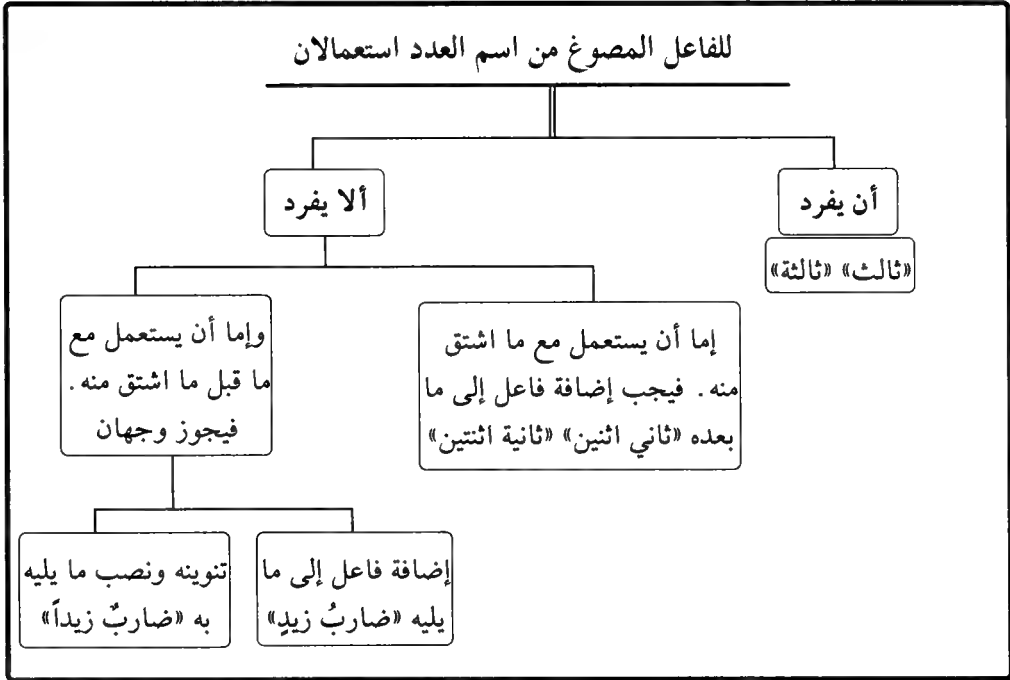 للفاعل المصوغ من اسم العدد استعمالان
أن يفرد
«ثالث» «ثالثة»
ألا يفرد
إما أن يستعمل مع ما اشتق
منه. فيجب إضافة فاعل إلى ما
بعده «ثاني اثنين» «ثانية اثنتين»
وإما أن يستعمل مع
ما قبل ما اشتق منه.
فيجوز وجهان
إضافة فاعل إلى ما
يليه «ضاربُ زيدٍ»
تنوينه ونصب ما يليه
به «ضاربٌ زيداً»